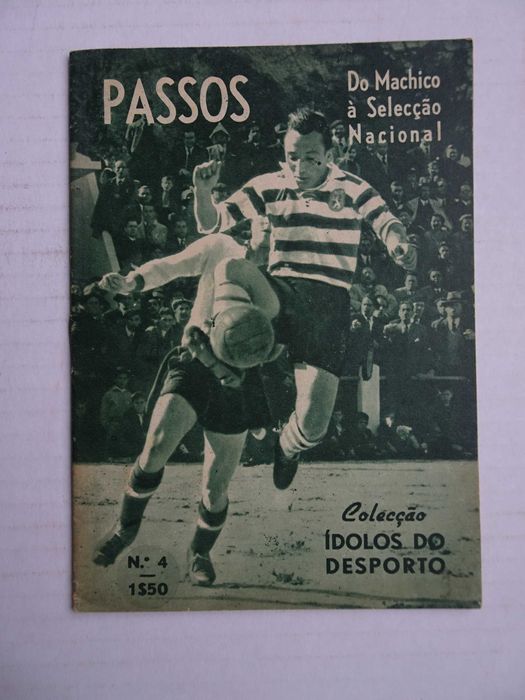 PASSOS
Do Machico
à Selecção
Nacional
Colecção
ÍDOLOS DO
DESPORTO
N.º 4
1$50